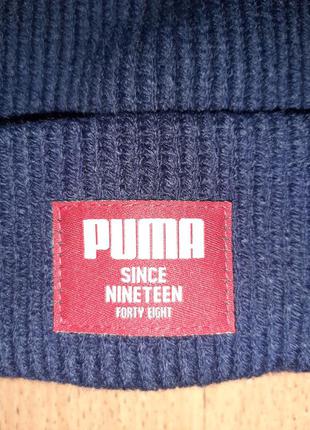 PUMA
SINCE
NINETEEN
FORTY EIGHT